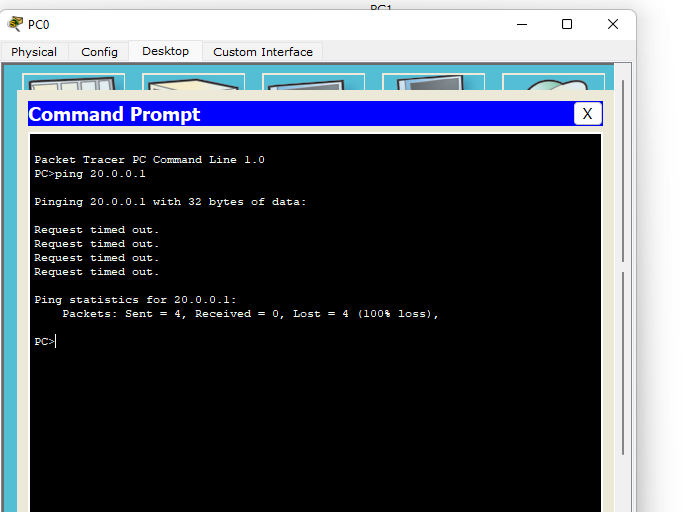 PC1
PC0
Physical Config Desktop Custom Interface
Command Prompt X
Packet Tracer PC Command Line 1.0
PC>ping 20.0.0.1
Pinging 20.0.0.1 with 32 bytes of data:
Request timed out.
Request timed out.
Request timed out.
Request timed out.
Ping statistics for 20.0.0.1:
Packets: Sent = 4, Received = 0, Lost = 4 (100% loss),
PC>